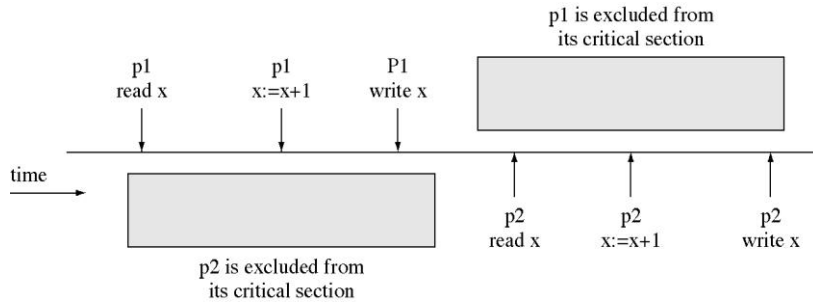 p1 is excluded from
its critical section
p1
read x
p1
x:=x+1
P1
write x
time
p2
read x
p2
x:=x+1
p2
write x
p2 is excluded from
its critical section